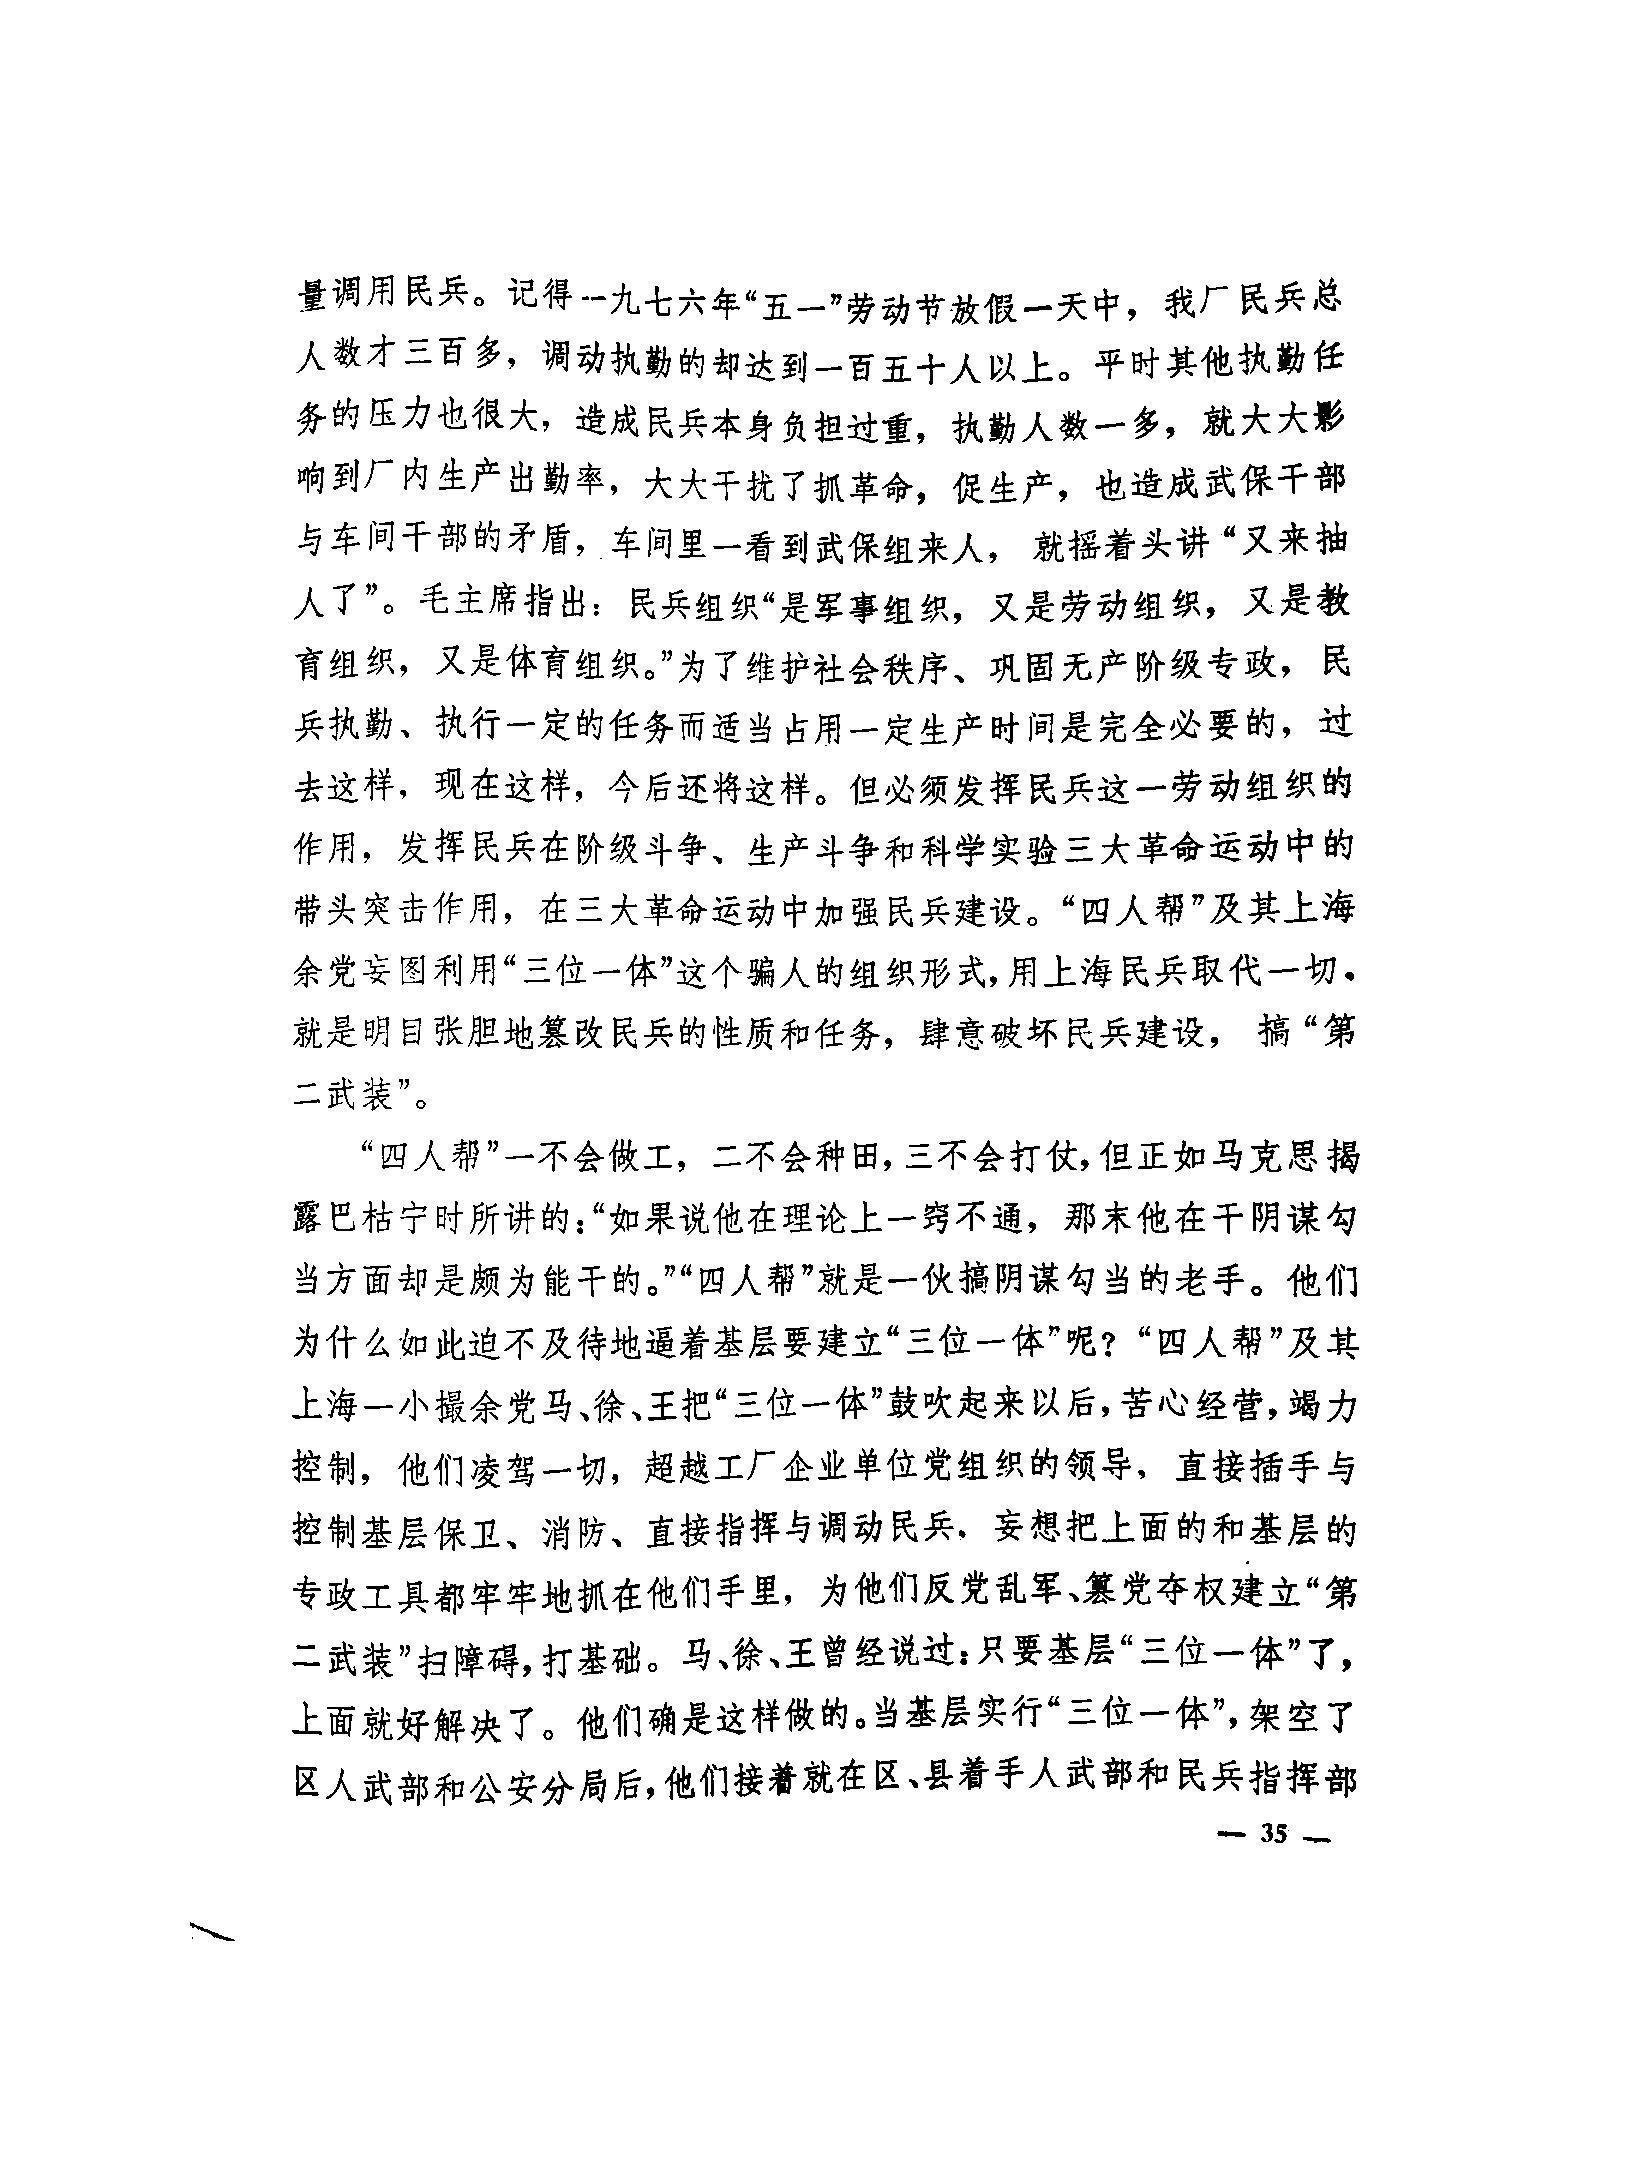 量调用民兵。记得一九七六年“五一”劳动节放假一天中，我厂民兵总
人数才三百多，调动执勤的却达到一百五十人以上。平时其他执勤任
务的压力也很大，造成民兵本身负担过重，执勤人数一多，就大大影
响到厂内生产出勤率，大大干扰了抓革命，促生产，也造成武保干部
与车间干部的矛盾，车间里一看到武保组来人，就摇着头讲“又来抽
人了”。毛主席指出：民兵组织“是军事组织，又是劳动组织，又是教
育组织，又是体育组织。”为了维护社会秩序、巩固无产阶级专政，民
兵执勤、执行一定的任务而适当占用一定生产时间是完全必要的，过
去这样，现在这样，今后还将这样。但必须发挥民兵这一劳动组织的
作用，发挥民兵在阶级斗争、生产斗争和科学实验三大革命运动中的
带头突击作用，在三大革命运动中加强民兵建设。“四人帮”及其上海
余党妄图利用“三位一体”这个骗人的组织形式，用上海民兵取代一切。
就是明目张胆地篡改民兵的性质和任务，肆意破坏民兵建设，搞“第
二武装”。
“四人帮”一不会做工，二不会种田，三不会打仗，但正如马克思揭
露巴枯宁时所讲的：“如果说他在理论上一窍不通，那末他在干阴谋勾
当方面却是颇为能干的。”“四人帮”就是一伙搞阴谋勾当的老手。他们
为什么如此迫不及待地逼着基层要建立“三位一体”呢？“四人帮”及其
上海一小撮余党马、徐、王把“三位一体”鼓吹起来以后，苦心经营，竭力
控制，他们凌驾一切，超越工厂企业单位党组织的领导，直接插手与
控制基层保卫、消防、直接指挥与调动民兵，妄想把上面的和基层的
专政工具都牢牢地抓在他们手里，为他们反党乱军、篡党夺权建立“第
二武装”扫障碍，打基础。马、徐、王曾经说过：只要基层“三位一体”了，
上面就好解决了。他们确是这样做的。当基层实行“三位一体”，架空了
区人武部和公安分局后，他们接着就在区、县着手人武部和民兵指挥部
— 35 —